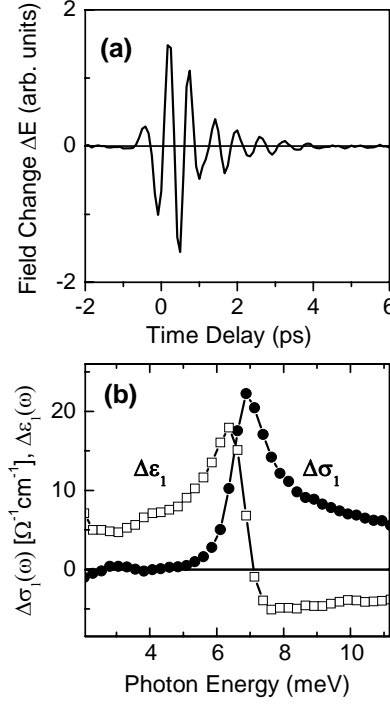 (a)
Field Change ΔE (arb. units)
2
0
-2
-2 0 2 4 6
Time Delay (ps)
(b)
Δσ₁(ω) [Ω⁻¹cm⁻¹], Δε₁(ω)
20
10
0
Δε₁
Δσ₁
4 6 8 10
Photon Energy (meV)